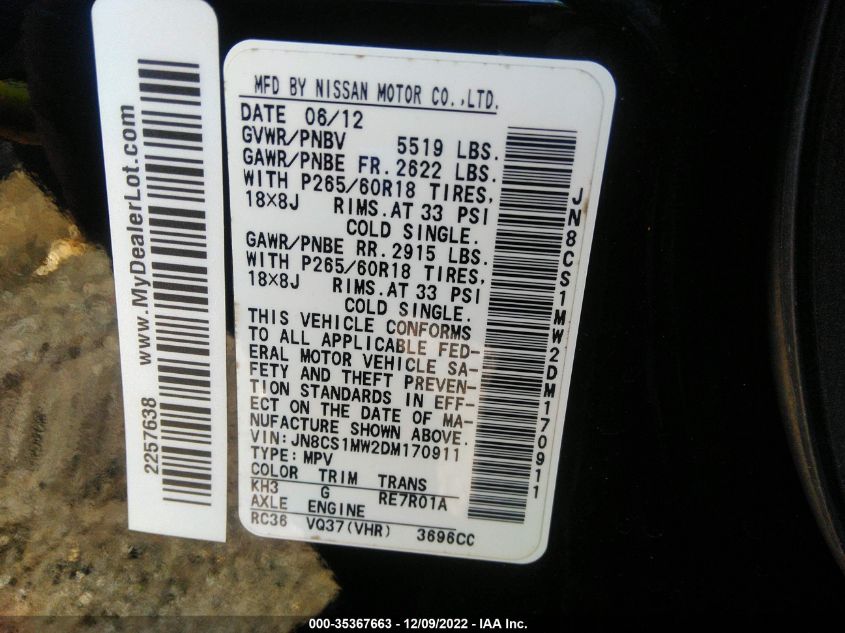 www.MyDealerLot.com
2257638
MFD BY NISSAN MOTOR CO.,LTD.
DATE 06/12
GVWR/PNBV 5519 LBS.
GAWR/PNBE FR.2622 LBS.
WITH P265/60R18 TIRES,
18×8J RIMS.AT 33 PSI
COLD SINGLE.
GAWR/PNBE RR.2915 LBS.
WITH P265/60R18 TIRES,
18×8J RIMS.AT 33 PSI
COLD SINGLE.
THIS VEHICLE CONFORMS
TO ALL APPLICABLE FED-
ERAL MOTOR VEHICLE SA-
FETY AND THEFT PREVEN-
TION STANDARDS IN EFF-
ECT ON THE DATE OF MA-
NUFACTURE SHOWN ABOVE.
VIN:JN8CS1MW2DM170911
TYPE:MPV
COLOR TRIM TRANS
KH3 G RE7R01A
AXLE ENGINE
RC36 VQ37(VHR) 3696CC
JN8CS1MW2DM170911
000-35367663 - 12/09/2022 - IAA Inc.